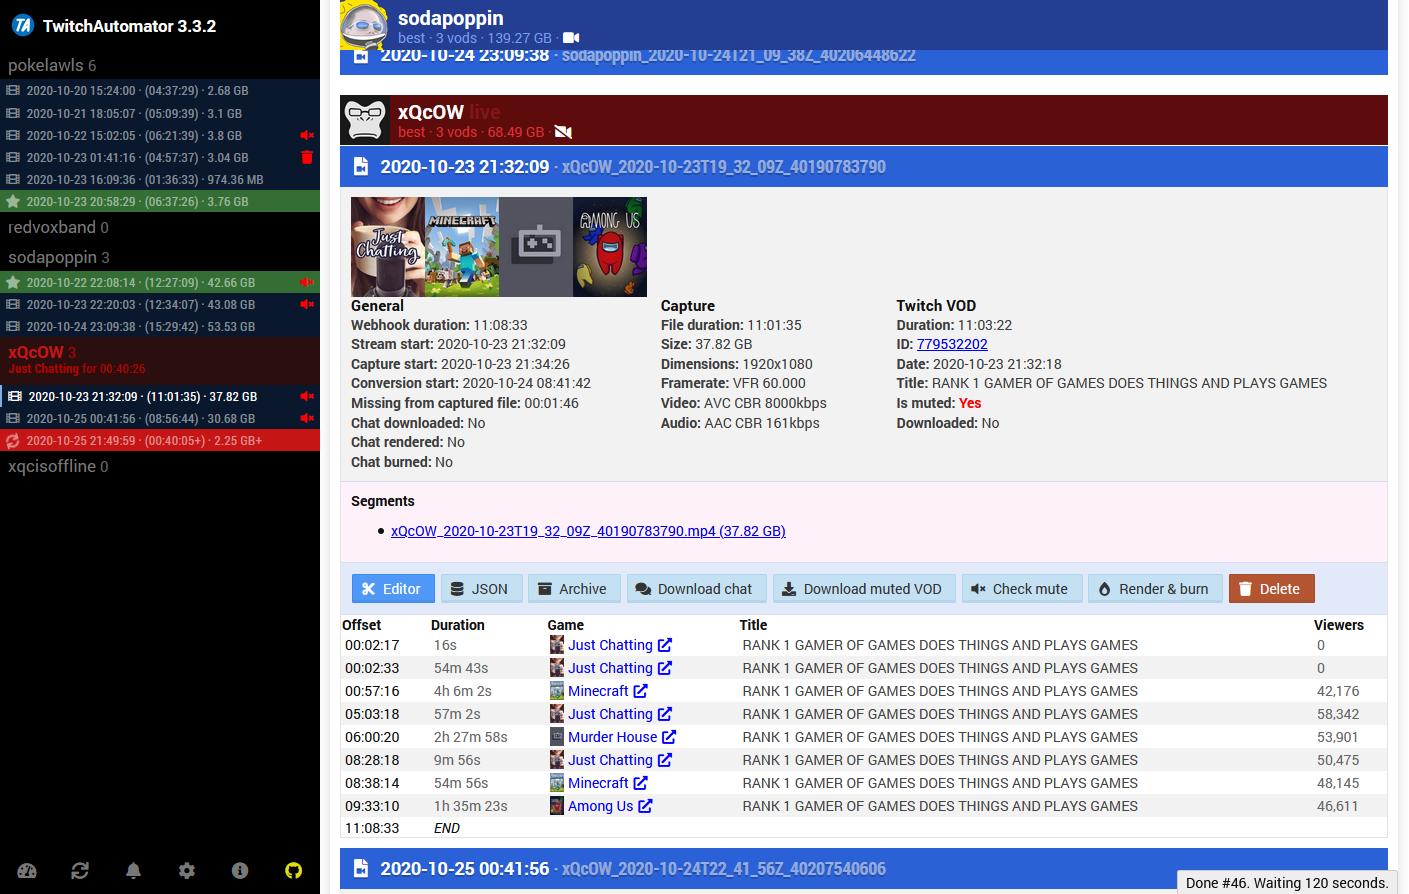 TA TwitchAutomator 3.3.2
pokelawls 6
2020-10-20 15:24:00 · (04:37:29) · 2.68 GB
2020-10-21 18:05:07 · (05:09:39) · 3.1 GB
2020-10-22 15:02:05 · (06:21:39) · 3.8 GB
2020-10-23 01:41:16 · (04:57:37) · 3.04 GB
2020-10-23 16:09:36 · (01:36:33) · 974.36 MB
2020-10-23 20:58:29 · (06:37:26) · 3.76 GB
redvoxband 0
sodapoppin 3
2020-10-22 22:08:14 · (12:27:09) · 42.66 GB
2020-10-23 22:20:03 · (12:34:07) · 43.08 GB
2020-10-24 23:09:38 · (15:29:42) · 53.53 GB
xQcOW 3
Just Chatting for 00:40:26
2020-10-23 21:32:09 · (11:01:35) · 37.82 GB
2020-10-25 00:41:56 · (08:56:44) · 30.68 GB
2020-10-25 21:49:59 · (00:40:05+) · 2.25 GB+
xqcisoffline 0
sodapoppin
best · 3 vods · 139.27 GB ·
2020-10-24 23:09:38 · sodapoppin_2020-10-24T21_09_38Z_40206448622
xQcOW live
best · 3 vods · 68.49 GB ·
2020-10-23 21:32:09 · xQcOW_2020-10-23T19_32_09Z_40190783790
Just Chatting
MINECRAFT
AMONG US
General
Webhook duration: 11:08:33
Stream start: 2020-10-23 21:32:09
Capture start: 2020-10-23 21:34:26
Conversion start: 2020-10-24 08:41:42
Missing from captured file: 00:01:46
Chat downloaded: No
Chat rendered: No
Chat burned: No
Capture
File duration: 11:01:35
Size: 37.82 GB
Dimensions: 1920x1080
Framerate: VFR 60.000
Video: AVC CBR 8000kbps
Audio: AAC CBR 161kbps
Twitch VOD
Duration: 11:03:22
ID: 779532202
Date: 2020-10-23 21:32:18
Title: RANK 1 GAMER OF GAMES DOES THINGS AND PLAYS GAMES
Is muted: Yes
Downloaded: No
Segments
xQcOW_2020-10-23T19_32_09Z_40190783790.mp4 (37.82 GB)
Editor JSON Archive Download chat Download muted VOD Check mute Render & burn Delete
Offset Duration Game Title Viewers
00:02:17 16s Just Chatting RANK 1 GAMER OF GAMES DOES THINGS AND PLAYS GAMES 0
00:02:33 54m 43s Just Chatting RANK 1 GAMER OF GAMES DOES THINGS AND PLAYS GAMES 0
00:57:16 4h 6m 2s Minecraft RANK 1 GAMER OF GAMES DOES THINGS AND PLAYS GAMES 42,176
05:03:18 57m 2s Just Chatting RANK 1 GAMER OF GAMES DOES THINGS AND PLAYS GAMES 58,342
06:00:20 2h 27m 58s Murder House RANK 1 GAMER OF GAMES DOES THINGS AND PLAYS GAMES 53,901
08:28:18 9m 56s Just Chatting RANK 1 GAMER OF GAMES DOES THINGS AND PLAYS GAMES 50,475
08:38:14 54m 56s Minecraft RANK 1 GAMER OF GAMES DOES THINGS AND PLAYS GAMES 48,145
09:33:10 1h 35m 23s Among Us RANK 1 GAMER OF GAMES DOES THINGS AND PLAYS GAMES 46,611
11:08:33 END
2020-10-25 00:41:56 · xQcOW_2020-10-24T22_41_56Z_40207540606
Done #46. Waiting 120 seconds.